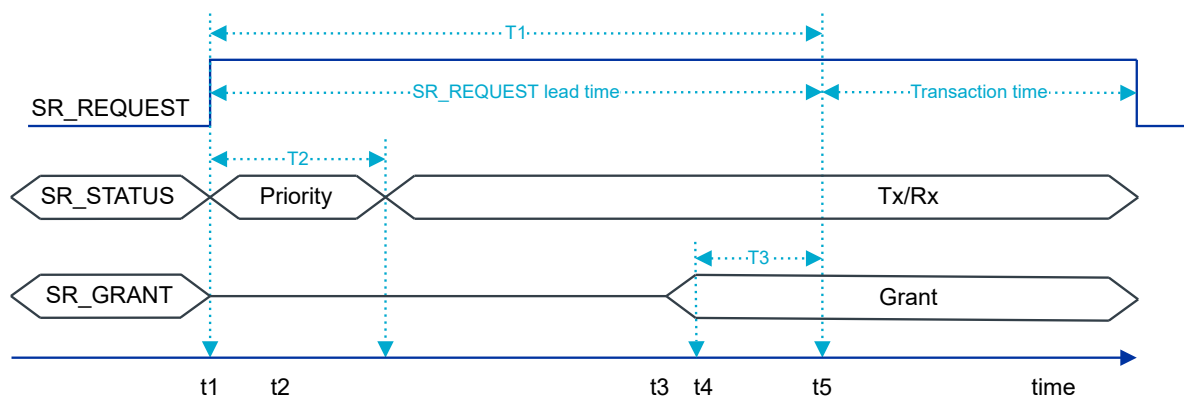 T1
SR_REQUEST
SR_REQUEST lead time
Transaction time
T2
SR_STATUS
Priority
Tx/Rx
T3
SR_GRANT
Grant
t1
t2
t3
t4
t5
time